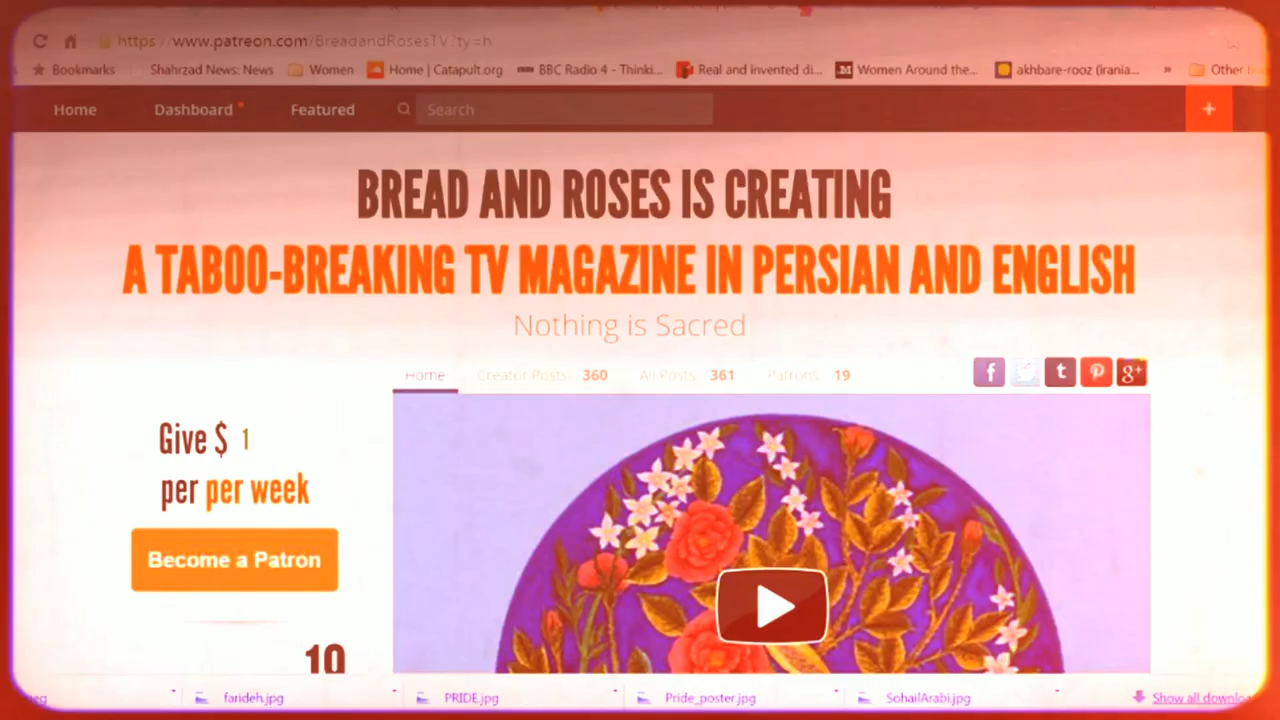 https://www.patreon.com/BreadandRosesTV?ty=h
Bookmarks Shahrzad News: News Women Home | Catapult.org BBC Radio 4 - Thinki... Real and invented di... Women Around the... akhbare-rooz (irania... » Other
Home Dashboard Featured Search +
BREAD AND ROSES IS CREATING
A TABOO-BREAKING TV MAGAZINE IN PERSIAN AND ENGLISH
Nothing is Sacred
Home Creator Posts 360 All Posts 361 Patrons 19
Give $ 1
per per week
Become a Patron
10
farideh.jpg PRIDE.jpg Pride_poster.jpg SohailArabi.jpg Show all